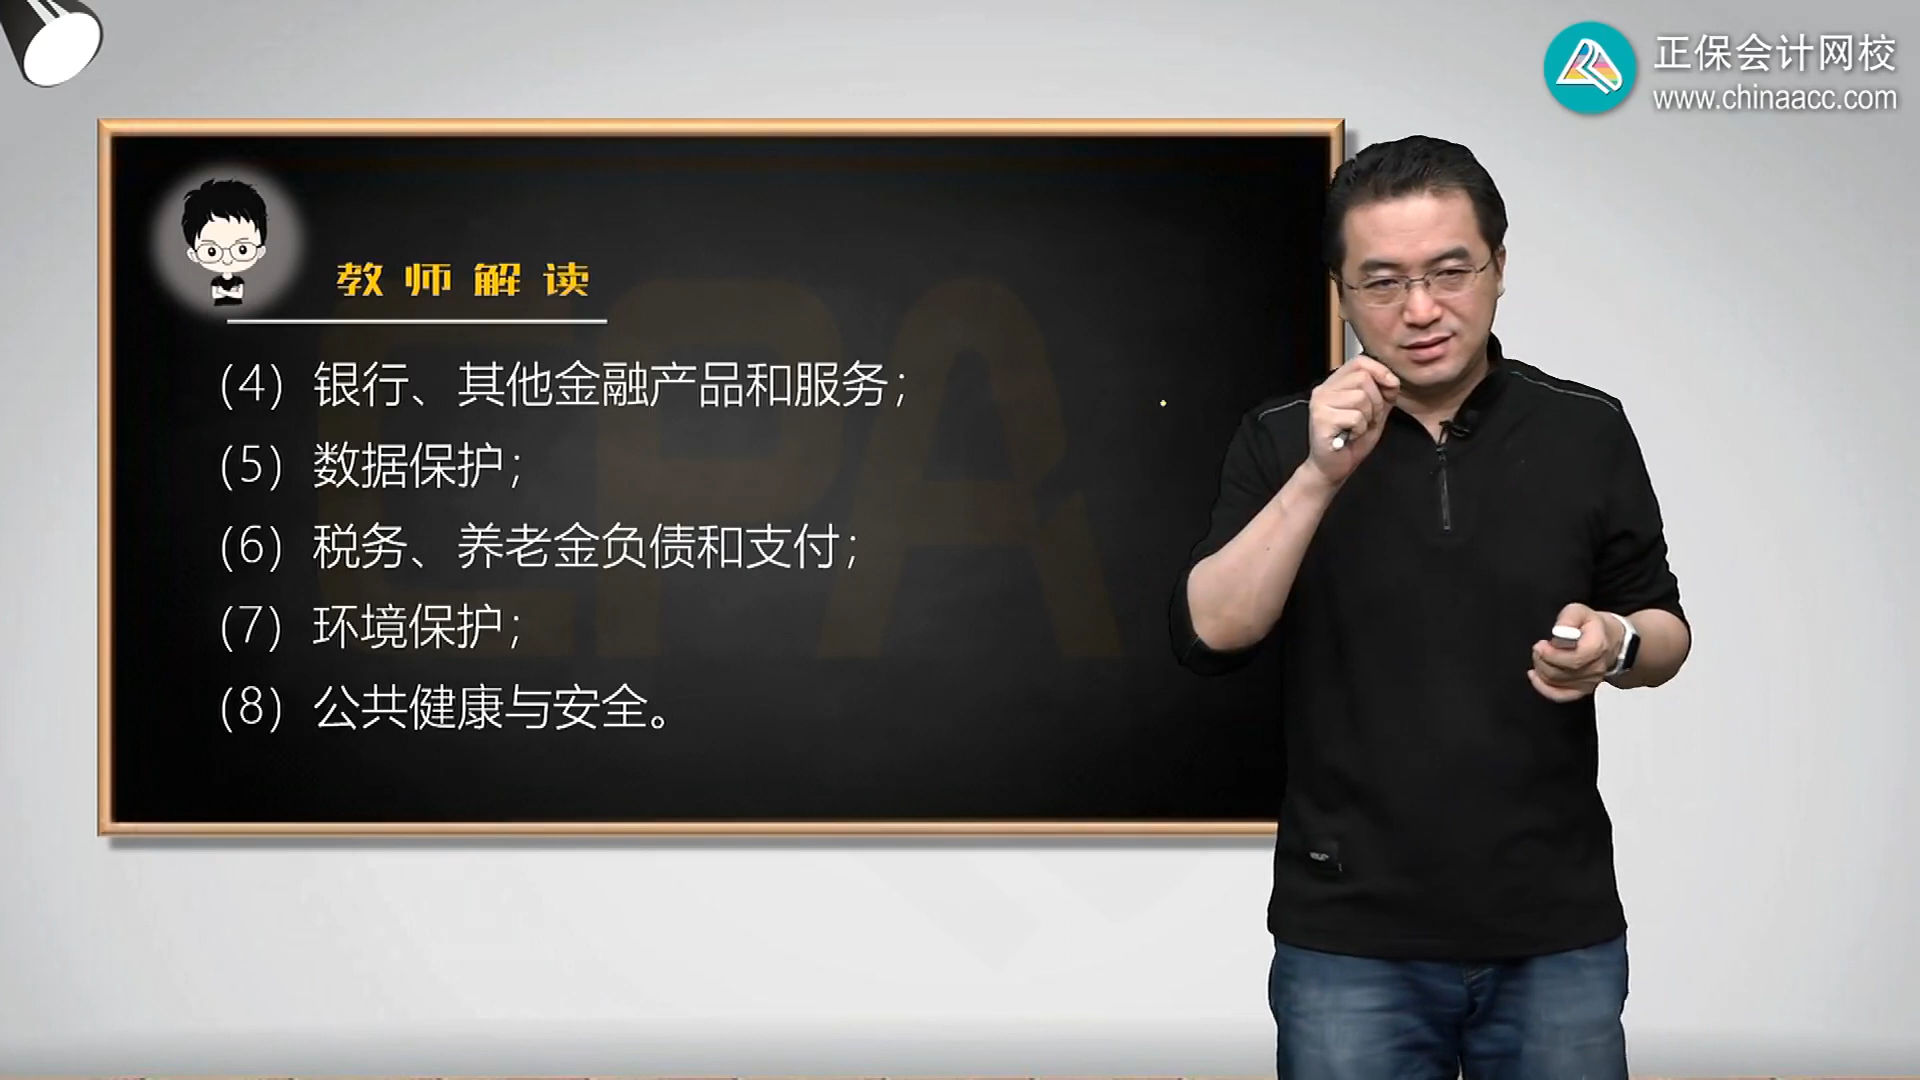 正保会计网校
www.chinaacc.com
教师解读
(4) 银行、其他金融产品和服务；
(5) 数据保护；
(6) 税务、养老金负债和支付；
(7) 环境保护；
(8) 公共健康与安全。
CPA